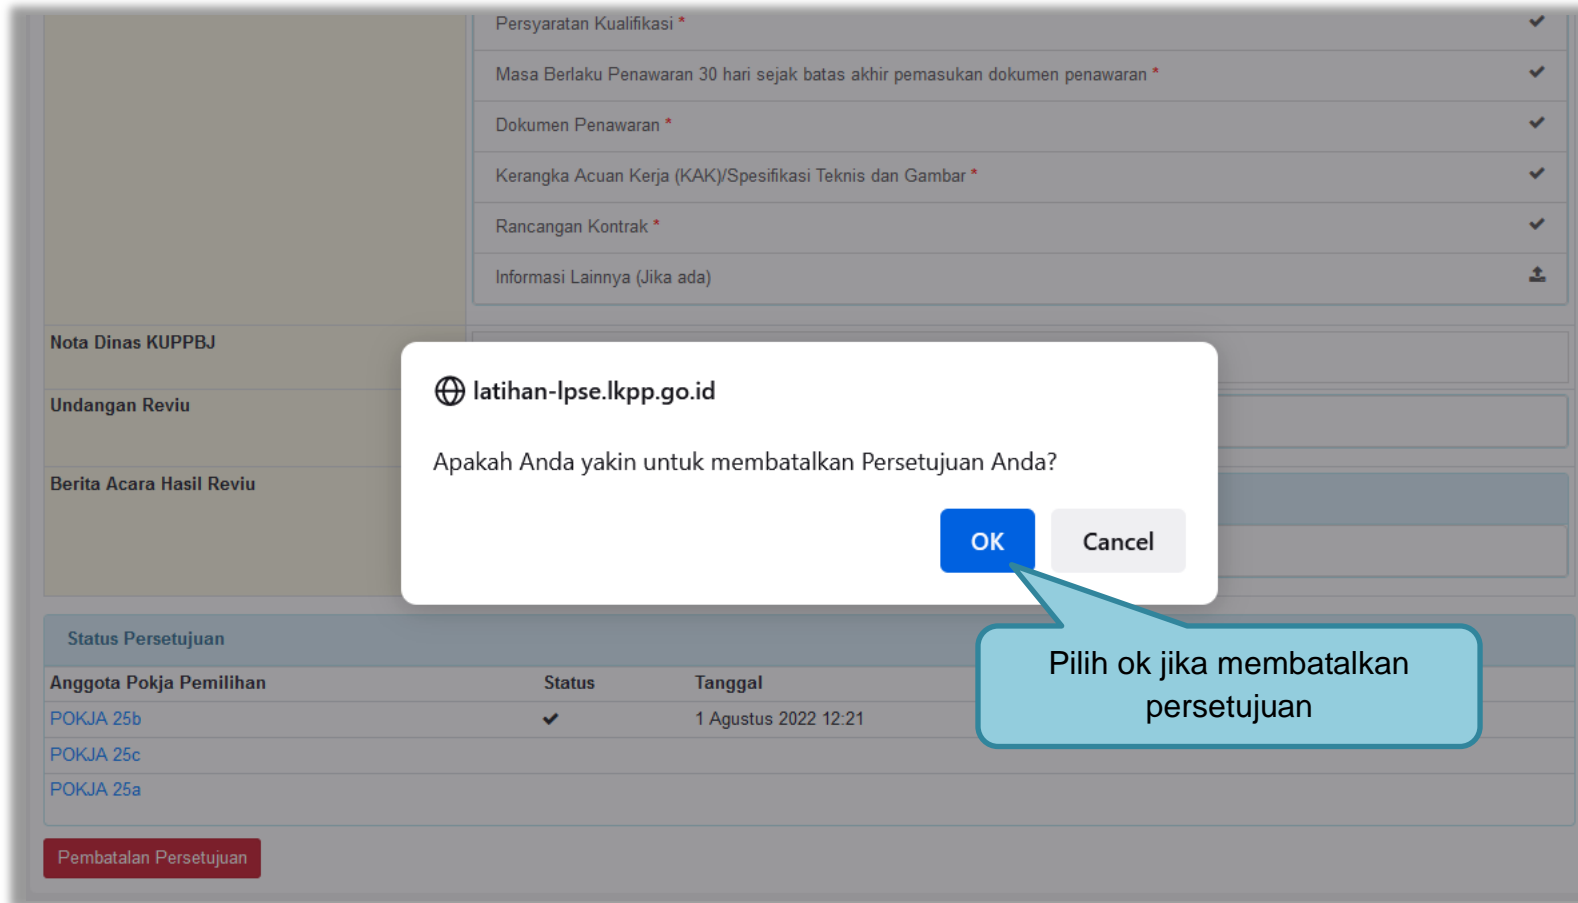 Persyaratan Kualifikasi *
Masa Berlaku Penawaran 30 hari sejak batas akhir pemasukan dokumen penawaran *
Dokumen Penawaran *
Kerangka Acuan Kerja (KAK)/Spesifikasi Teknis dan Gambar *
Rancangan Kontrak *
Informasi Lainnya (Jika ada)
Nota Dinas KUPPBJ
Undangan Reviu
Berita Acara Hasil Reviu
latihan-lpse.lkpp.go.id
Apakah Anda yakin untuk membatalkan Persetujuan Anda?
OK Cancel
Pilih ok jika membatalkan
persetujuan
Status Persetujuan
Anggota Pokja Pemilihan Status Tanggal
POKJA 25b ✔ 1 Agustus 2022 12:21
POKJA 25c
POKJA 25a
Pembatalan Persetujuan